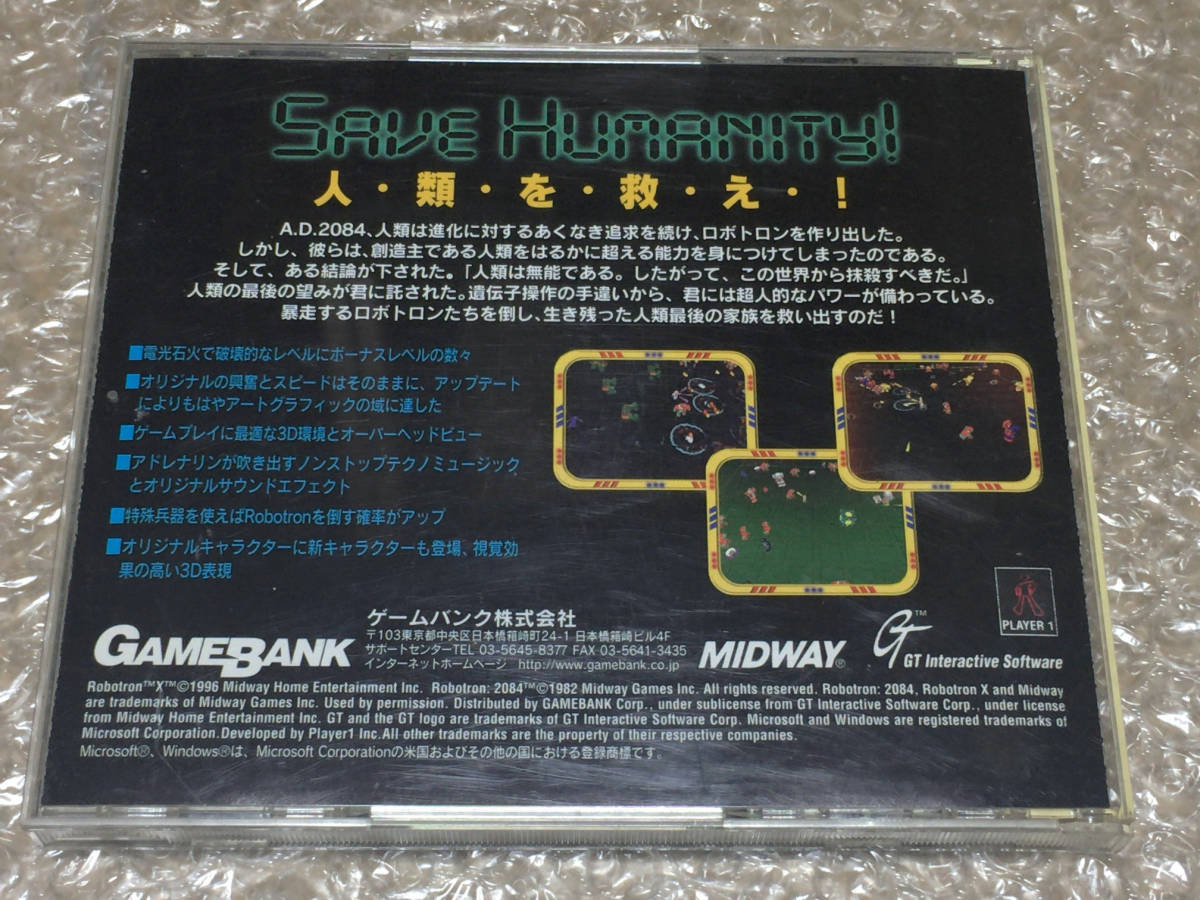 SAVE HUMANITY!
人・類・を・救・え・!
A.D.2084、人類は進化に対するあくなき追求を続け、ロボトロンを作り出した。
しかし、彼らは、創造主である人類をはるかに超える能力を身につけてしまったのである。
そして、ある結論が下された。「人類は無能である。したがって、この世界から抹殺すべきだ。」
人類の最後の望みが君に託された。遺伝子操作の手違いから、君には超人的なパワーが備わっている。
暴走するロボトロンたちを倒し、生き残った人類最後の家族を救い出すのだ!
■電光石火で破壊的なレベルにボーナスレベルの数々
■オリジナルの興奮とスピードはそのままに、アップデート
によりもはやアートグラフィックの域に達した
■ゲームプレイに最適な3D環境とオーバーヘッドビュー
■アドレナリンが吹き出すノンストップテクノミュージック
とオリジナルサウンドエフェクト
■特殊兵器を使えばRobotronを倒す確率がアップ
■オリジナルキャラクターに新キャラクターも登場、視覚効
果の高い3D表現
PLAYER 1
GAMEBANK
ゲームバンク株式会社
〒103東京都中央区日本橋箱崎町24-1 日本橋箱崎ビル4F
サポートセンターTEL 03-5645-8377 FAX 03-5641-3435
インターネットホームページ http://www.gamebank.co.jp
MIDWAY®
GT™
GT Interactive Software
Robotron™X™©1996 Midway Home Entertainment Inc. Robotron: 2084™©1982 Midway Games Inc. All rights reserved. Robotron: 2084, Robotron X and Midway
are trademarks of Midway Games Inc. Used by permission. Distributed by GAMEBANK Corp., under sublicense from GT Interactive Software Corp., under license
from Midway Home Entertainment Inc. GT and the GT logo are trademarks of GT Interactive Software Corp. Microsoft and Windows are registered trademarks of
Microsoft Corporation.Developed by Player1 Inc.All other trademarks are the property of their respective companies.
Microsoft®、Windows®は、Microsoft Corporationの米国およびその他の国における登録商標です。